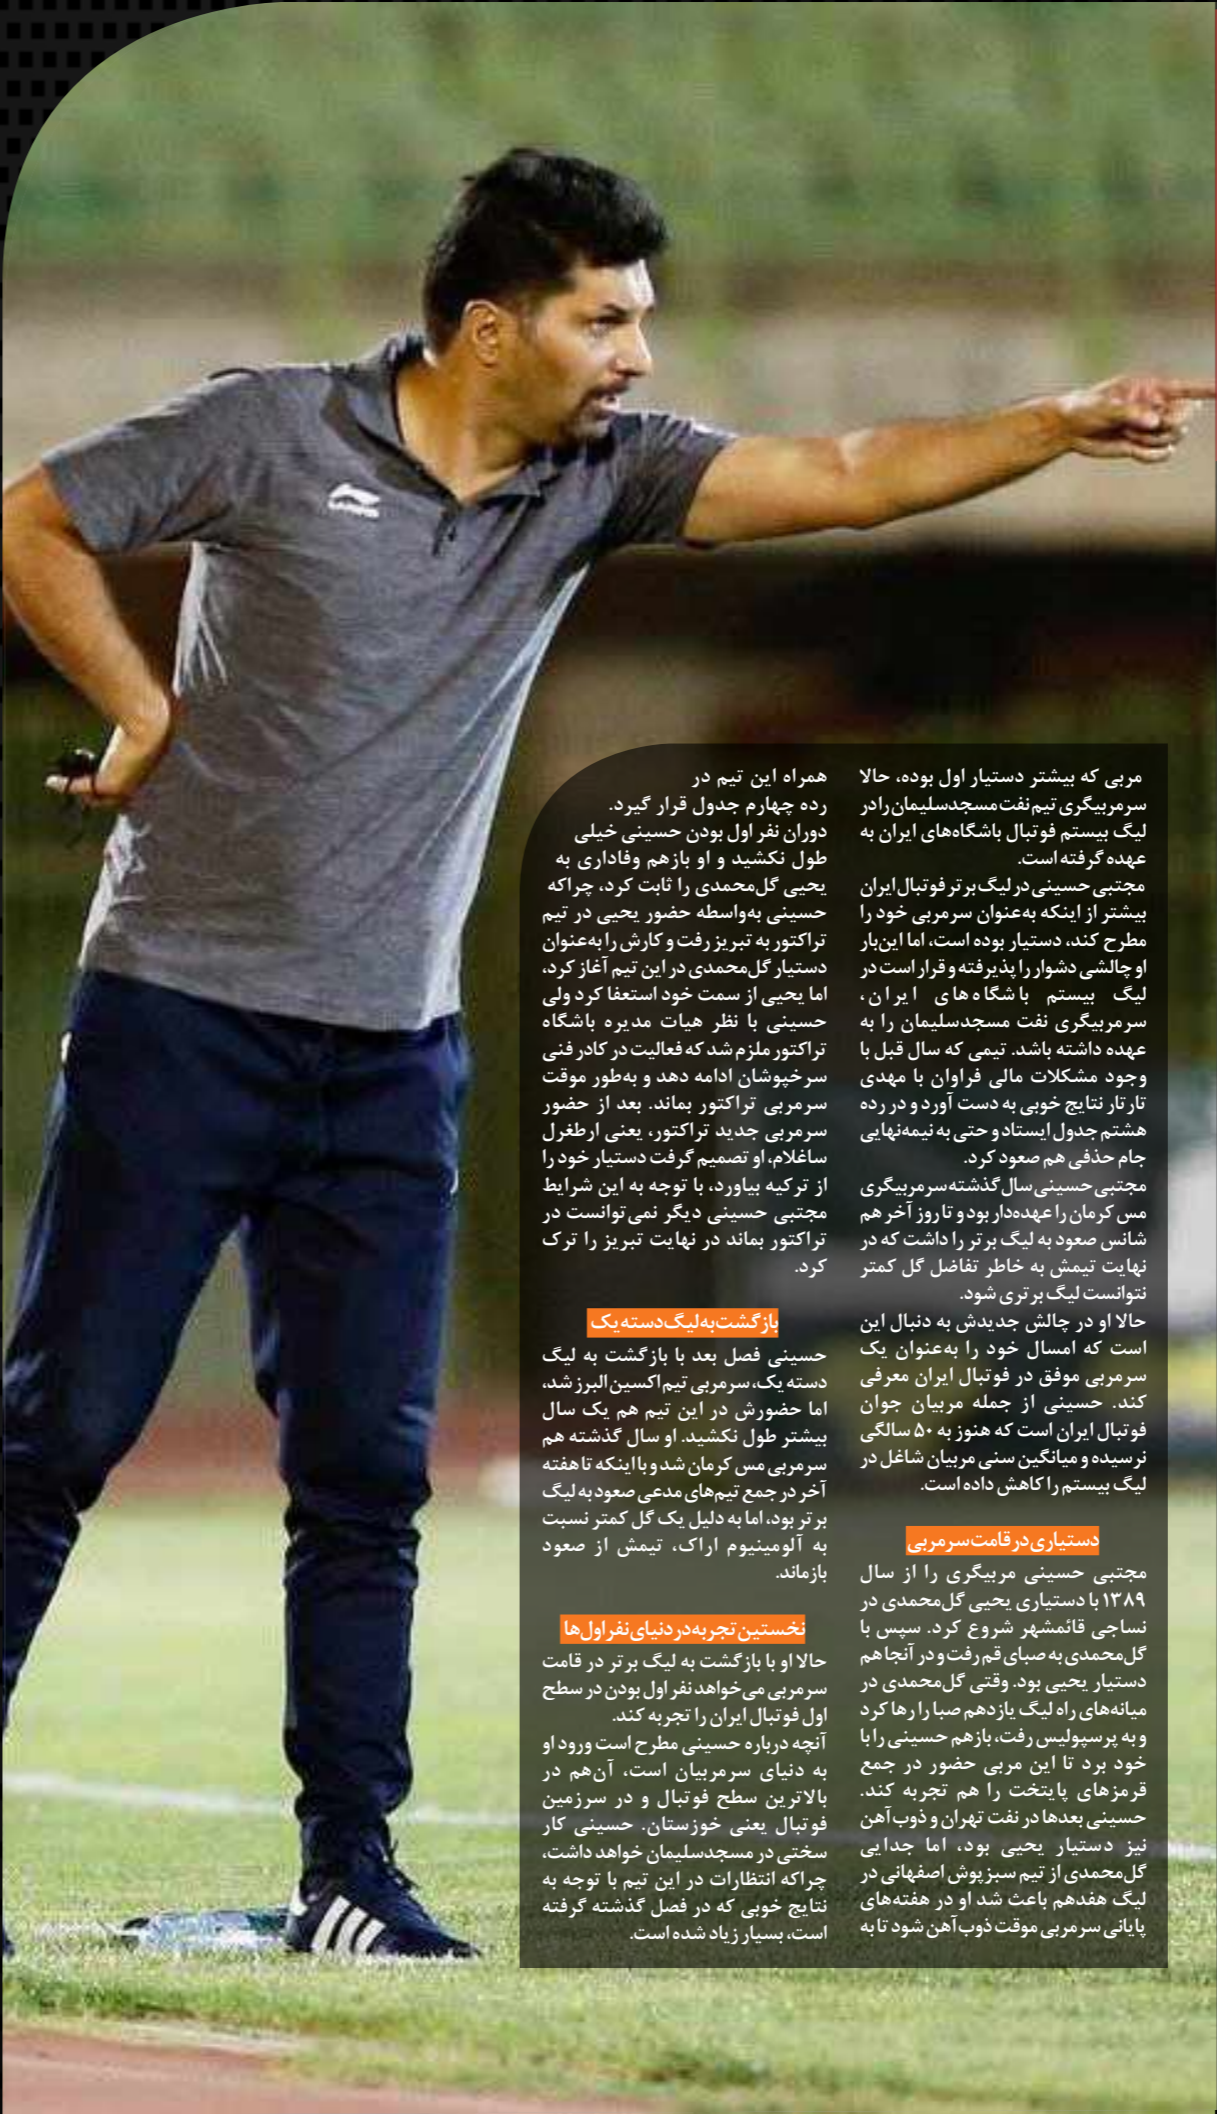 مربی که بیشتر دستیار اول بوده، حالا
سرمربیگری تیم نفت مسجدسلیمان را در
لیگ بیستم فوتبال باشگاه‌های ایران به
عهده گرفته است.
مجتبی حسینی در لیگ برتر فوتبال ایران
بیشتر از اینکه به‌عنوان سرمربی خود را
مطرح کند، دستیار بوده است، اما این‌بار
او چالشی دشوار را پذیرفته و قرار است در
لیگ بیستم باشگاه‌های ایران،
سرمربیگری نفت مسجدسلیمان را به
عهده داشته باشد. تیمی که سال قبل با
وجود مشکلات مالی فراوان با مهدی
تارتار نتایج خوبی به دست آورد و در رده
هشتم جدول ایستاد و حتی به نیمه‌نهایی
جام حذفی هم صعود کرد.
مجتبی حسینی سال گذشته سرمربیگری
مس کرمان را عهده‌دار بود و تا روز آخر هم
شانس صعود به لیگ برتر را داشت که در
نهایت تیمش به خاطر تفاضل گل کمتر
نتوانست لیگ برتری شود.
حالا او در چالش جدیدش به دنبال این
است که امسال خود را به‌عنوان یک
سرمربی موفق در فوتبال ایران معرفی
کند. حسینی از جمله مربیان جوان
فوتبال ایران است که هنوز به ۵۰ سالگی
نرسیده و میانگین سنی مربیان شاغل در
لیگ بیستم را کاهش داده است.
دستیاری در قامت سرمربی
مجتبی حسینی مربیگری را از سال
۱۳۸۹ با دستیاری یحیی گل‌محمدی در
نساجی قائمشهر شروع کرد. سپس با
گل‌محمدی به صبای قم رفت و در آنجا هم
دستیار یحیی بود. وقتی گل‌محمدی در
میانه‌های راه لیگ یازدهم صبا را رها کرد
و به پرسپولیس رفت، بازهم حسینی را با
خود برد تا این مربی حضور در جمع
قرمزهای پایتخت را هم تجربه کند.
حسینی بعدها در نفت تهران و ذوب‌آهن
نیز دستیار یحیی بود، اما جدایی
گل‌محمدی از تیم سبزپوش اصفهانی در
لیگ هفدهم باعث شد او در هفته‌های
پایانی سرمربی موقت ذوب‌آهن شود تا به
همراه این تیم در
رده چهارم جدول قرار گیرد.
دوران نفر اول بودن حسینی خیلی
طول نکشید و او بازهم وفاداری به
یحیی گل‌محمدی را ثابت کرد، چراکه
حسینی به‌واسطه حضور یحیی در تیم
تراکتور به تبریز رفت و کارش را به‌عنوان
دستیار گل‌محمدی در این تیم آغاز کرد،
اما یحیی از سمت خود استعفا کرد ولی
حسینی با نظر هیات مدیره باشگاه
تراکتور ملزم شد که فعالیت در کادر فنی
سرخپوشان ادامه دهد و به‌طور موقت
سرمربی تراکتور بماند. بعد از حضور
سرمربی جدید تراکتور، یعنی ارطغرل
ساغلام، او تصمیم گرفت دستیار خود را
از ترکیه بیاورد، با توجه به این شرایط
مجتبی حسینی دیگر نمی‌توانست در
تراکتور بماند در نهایت تبریز را ترک
کرد.
بازگشت به لیگ دسته یک
حسینی فصل بعد با بازگشت به لیگ
دسته یک، سرمربی تیم اکسین البرز شد،
اما حضورش در این تیم هم یک سال
بیشتر طول نکشید. او سال گذشته هم
سرمربی مس کرمان شد و با اینکه تا هفته
آخر در جمع تیم‌های مدعی صعود به لیگ
برتر بود، اما به دلیل یک گل کمتر نسبت
به آلومینیوم اراک، تیمش از صعود
بازماند.
نخستین تجربه در دنیای نفر اول‌ها
حالا او با بازگشت به لیگ برتر در قامت
سرمربی می‌خواهد نفر اول بودن در سطح
اول فوتبال ایران را تجربه کند.
آنچه درباره حسینی مطرح است ورود او
به دنیای سرمربیان است، آن‌هم در
بالاترین سطح فوتبال و در سرزمین
فوتبال یعنی خوزستان. حسینی کار
سختی در مسجدسلیمان خواهد داشت،
چراکه انتظارات در این تیم با توجه به
نتایج خوبی که در فصل گذشته گرفته
است، بسیار زیاد شده است.